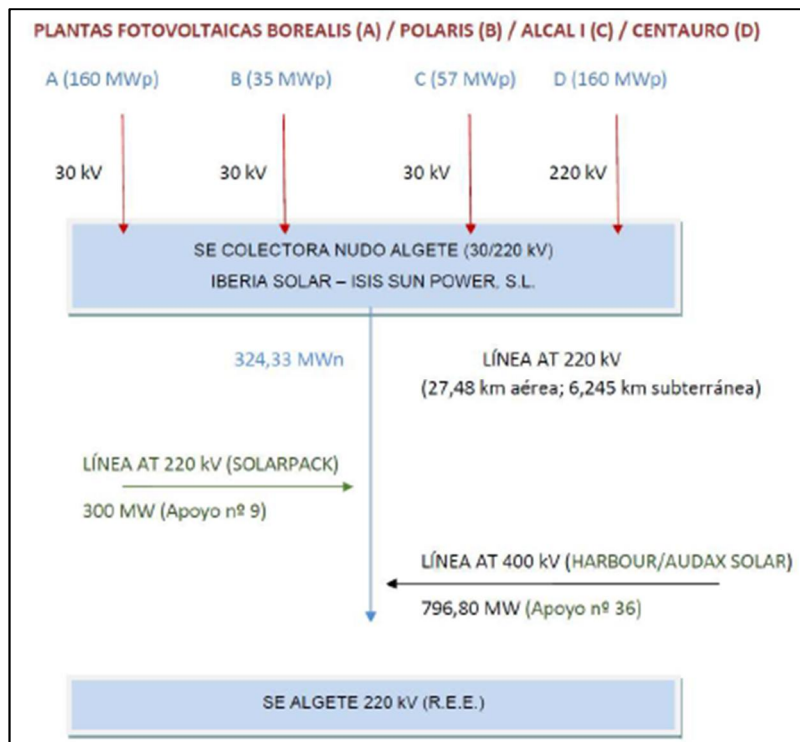 PLANTAS FOTOVOLTAICAS BOREALIS (A) / POLARIS (B) / ALCAL I (C) / CENTAURO (D)
A (160 MWp)
B (35 MWp)
C (57 MWp)
D (160 MWp)
30 kV
30 kV
30 kV
220 kV
SE COLECTORA NUDO ALGETE (30/220 kV)
IBERIA SOLAR – ISIS SUN POWER, S.L.
324,33 MWn
LÍNEA AT 220 kV
(27,48 km aérea; 6,245 km subterránea)
LÍNEA AT 220 kV (SOLARPACK)
300 MW (Apoyo nº 9)
LÍNEA AT 400 kV (HARBOUR/AUDAX SOLAR)
796,80 MW (Apoyo nº 36)
SE ALGETE 220 kV (R.E.E.)